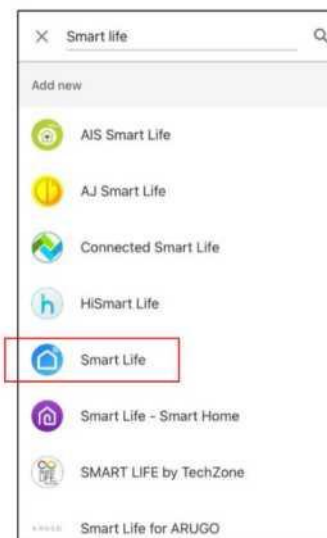 Smart life
Add new
AIS Smart Life
AJ Smart Life
Connected Smart Life
h HiSmart Life
Smart Life
Smart Life - Smart Home
SMART LIFE by TechZone
Smart Life for ARUGO